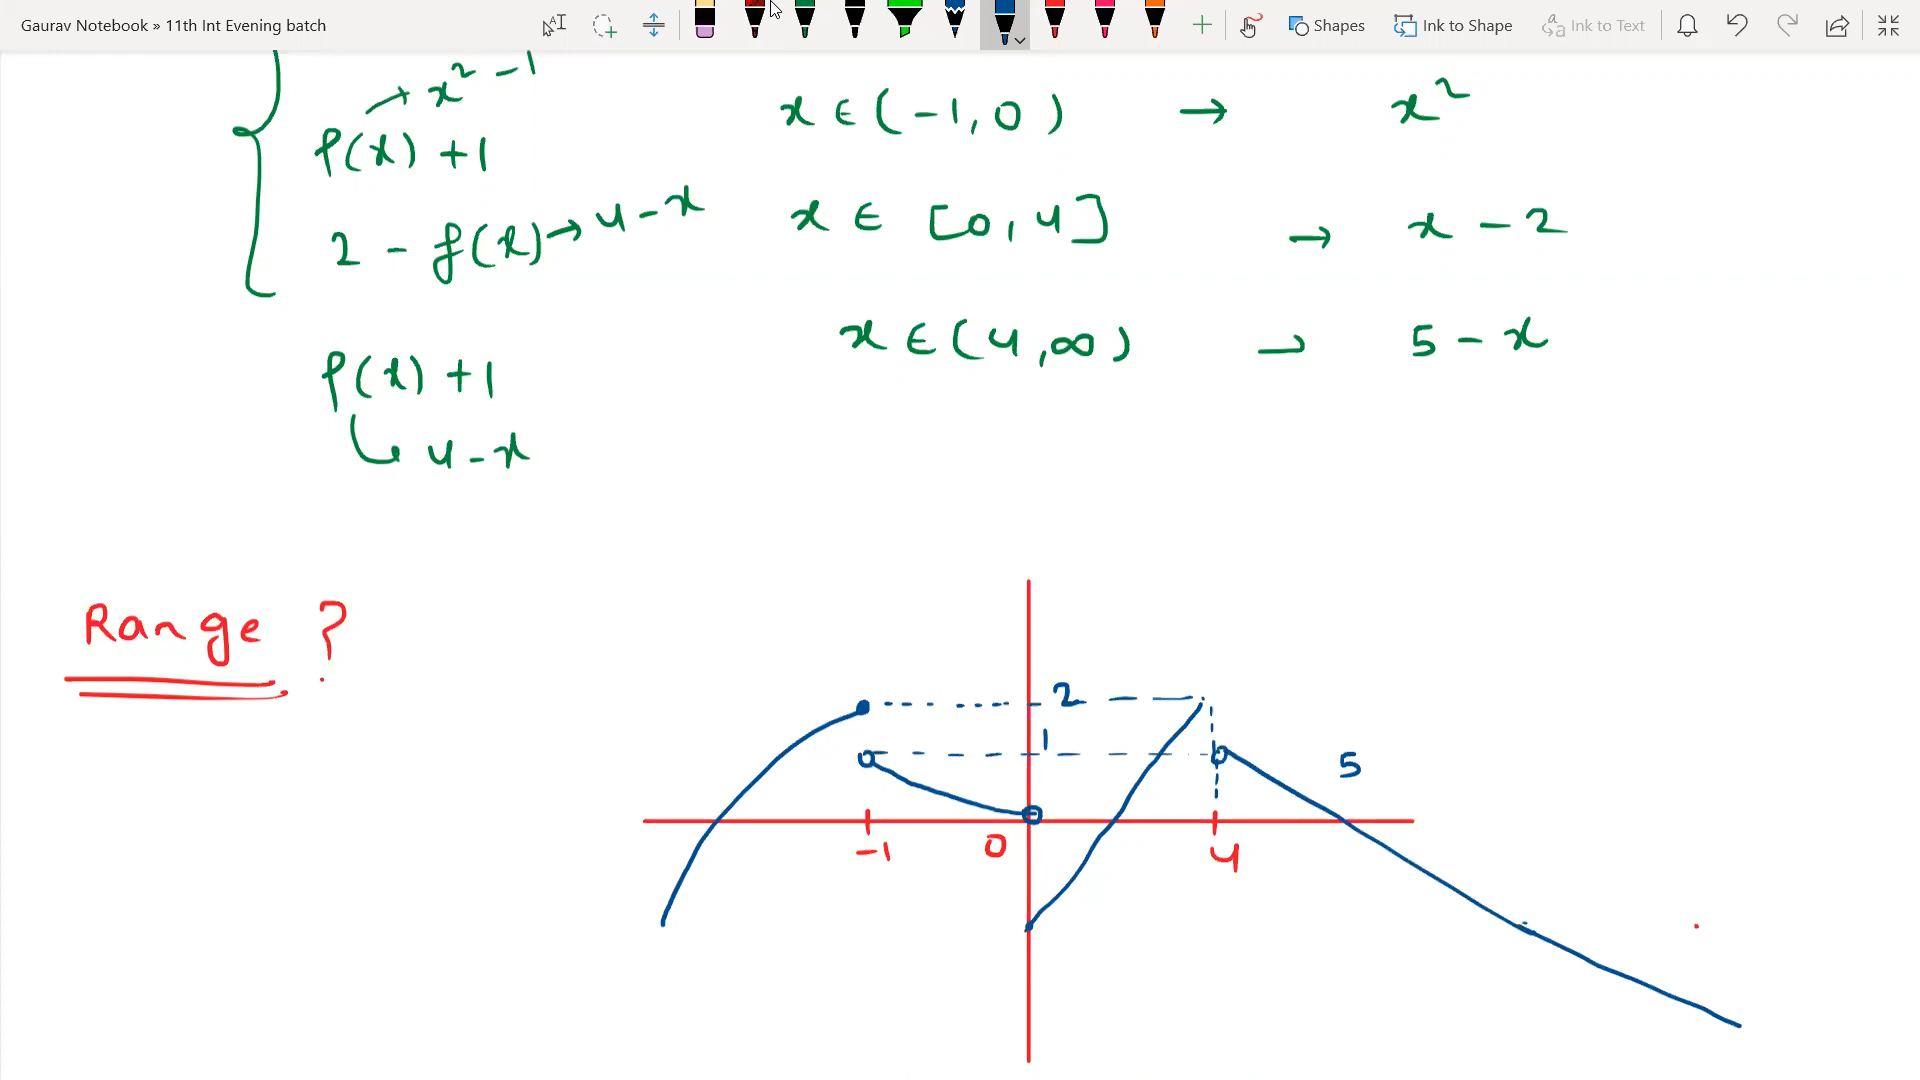 Gaurav Notebook » 11th Int Evening batch
Shapes
Ink to Shape
Ink to Text
x² - 1
f(x) + 1 x ∈ (-1, 0) → x²
2 - f(x) → 4 - x x ∈ [0, 4] → x - 2
f(x) + 1 x ∈ (4, ∞) → 5 - x
4 - x
Range ?
2
1
5
-1 0 4